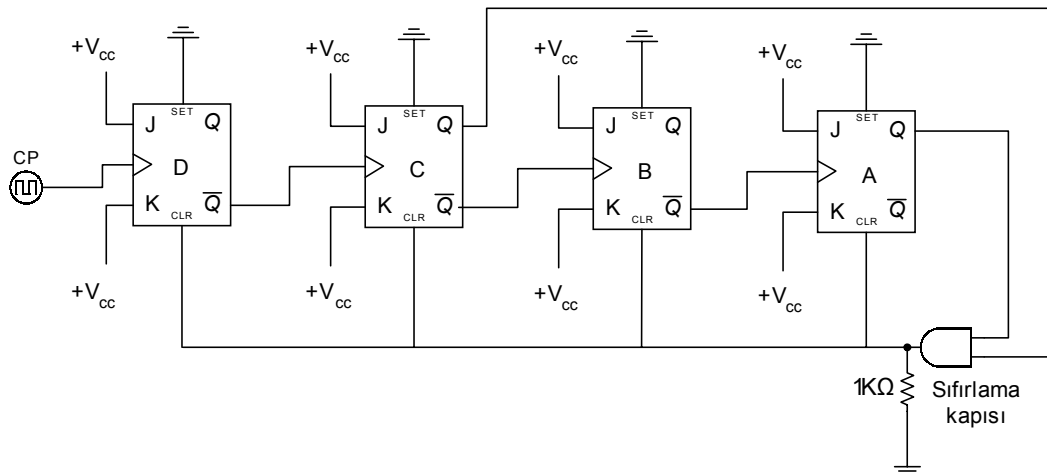 +Vcc
+Vcc
+Vcc
+Vcc
SET
J
Q
CP
D
K
Q̅
CLR
SET
J
Q
C
K
Q̅
CLR
SET
J
Q
B
K
Q̅
CLR
SET
J
Q
A
K
Q̅
CLR
+Vcc
+Vcc
+Vcc
+Vcc
1KΩ
Sıfırlama
kapısı